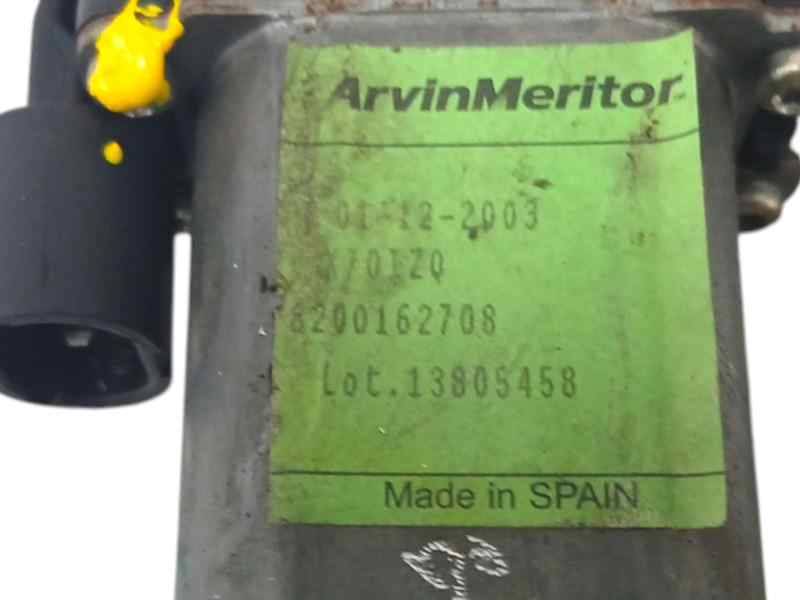 ArvinMeritor
01-12-2003
8200162708
Lot.13805458
Made in SPAIN